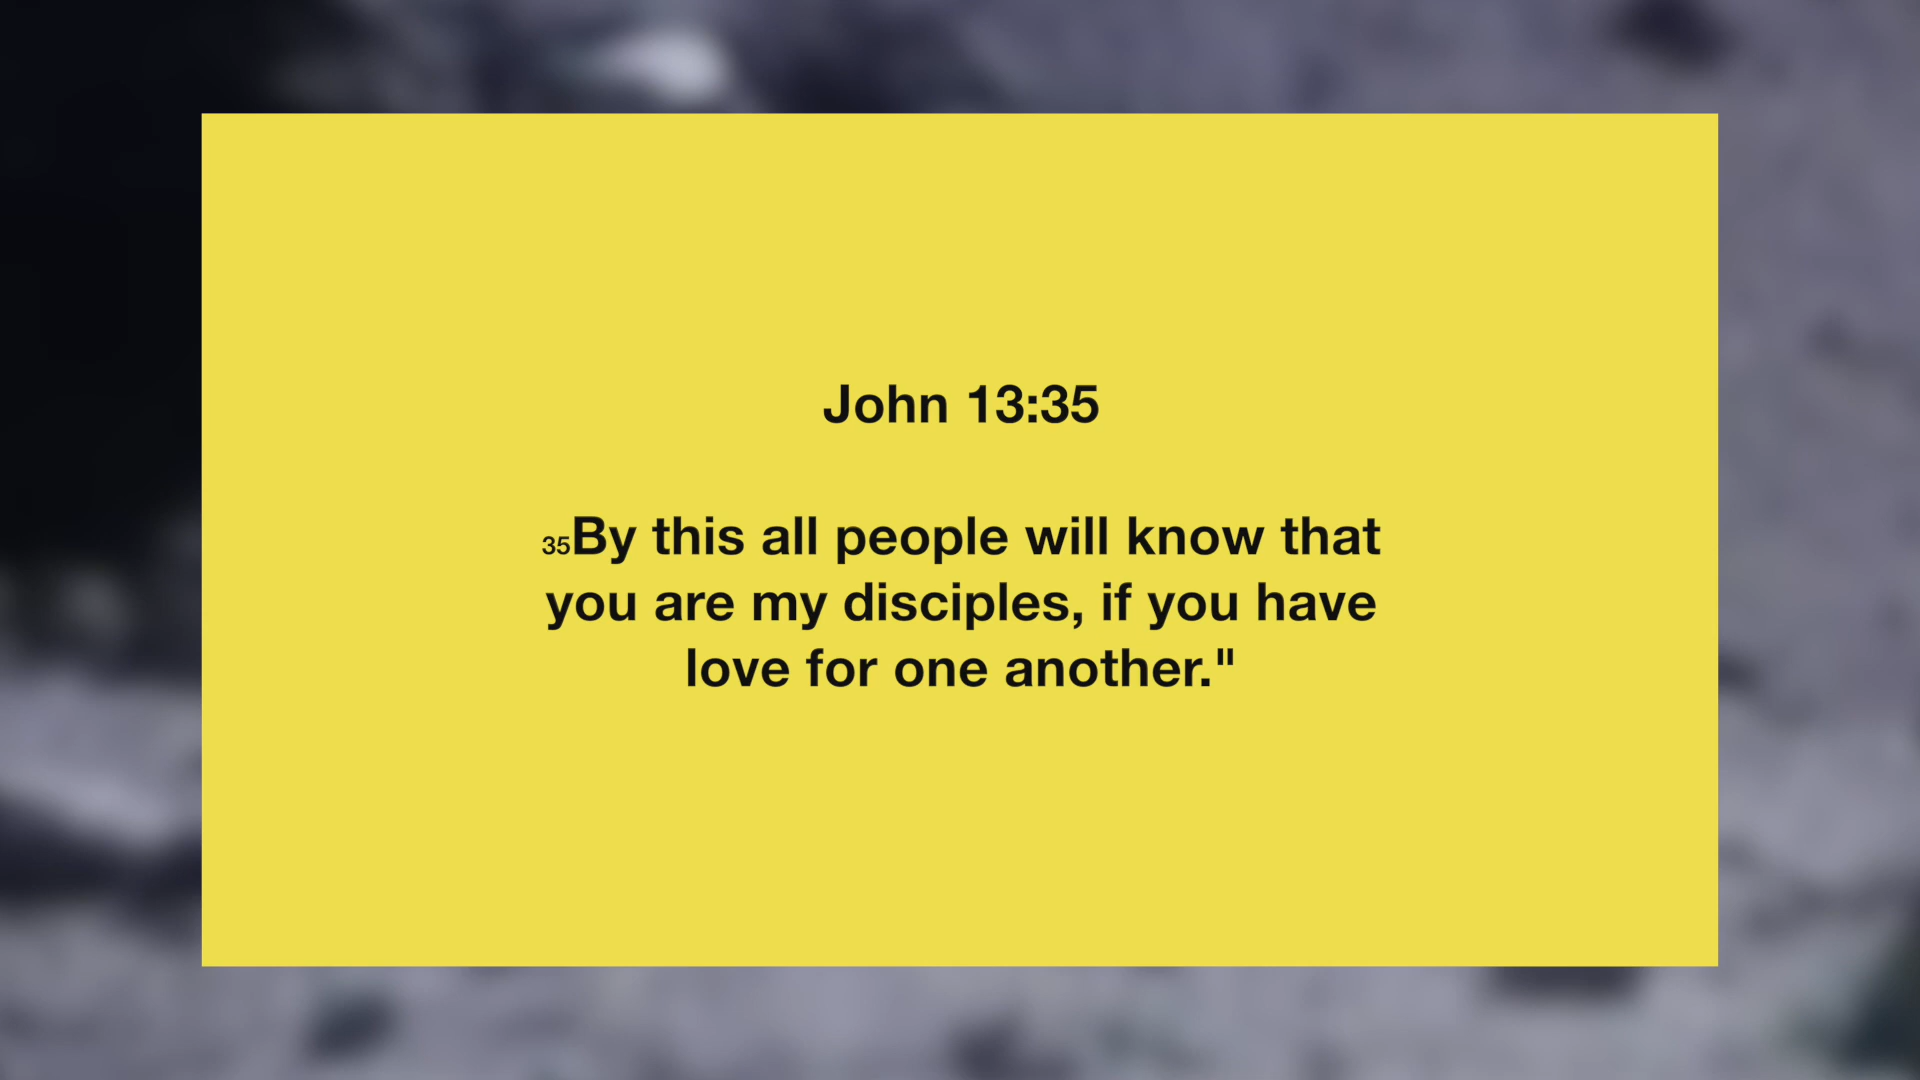 John 13:35
35By this all people will know that
you are my disciples, if you have
love for one another."